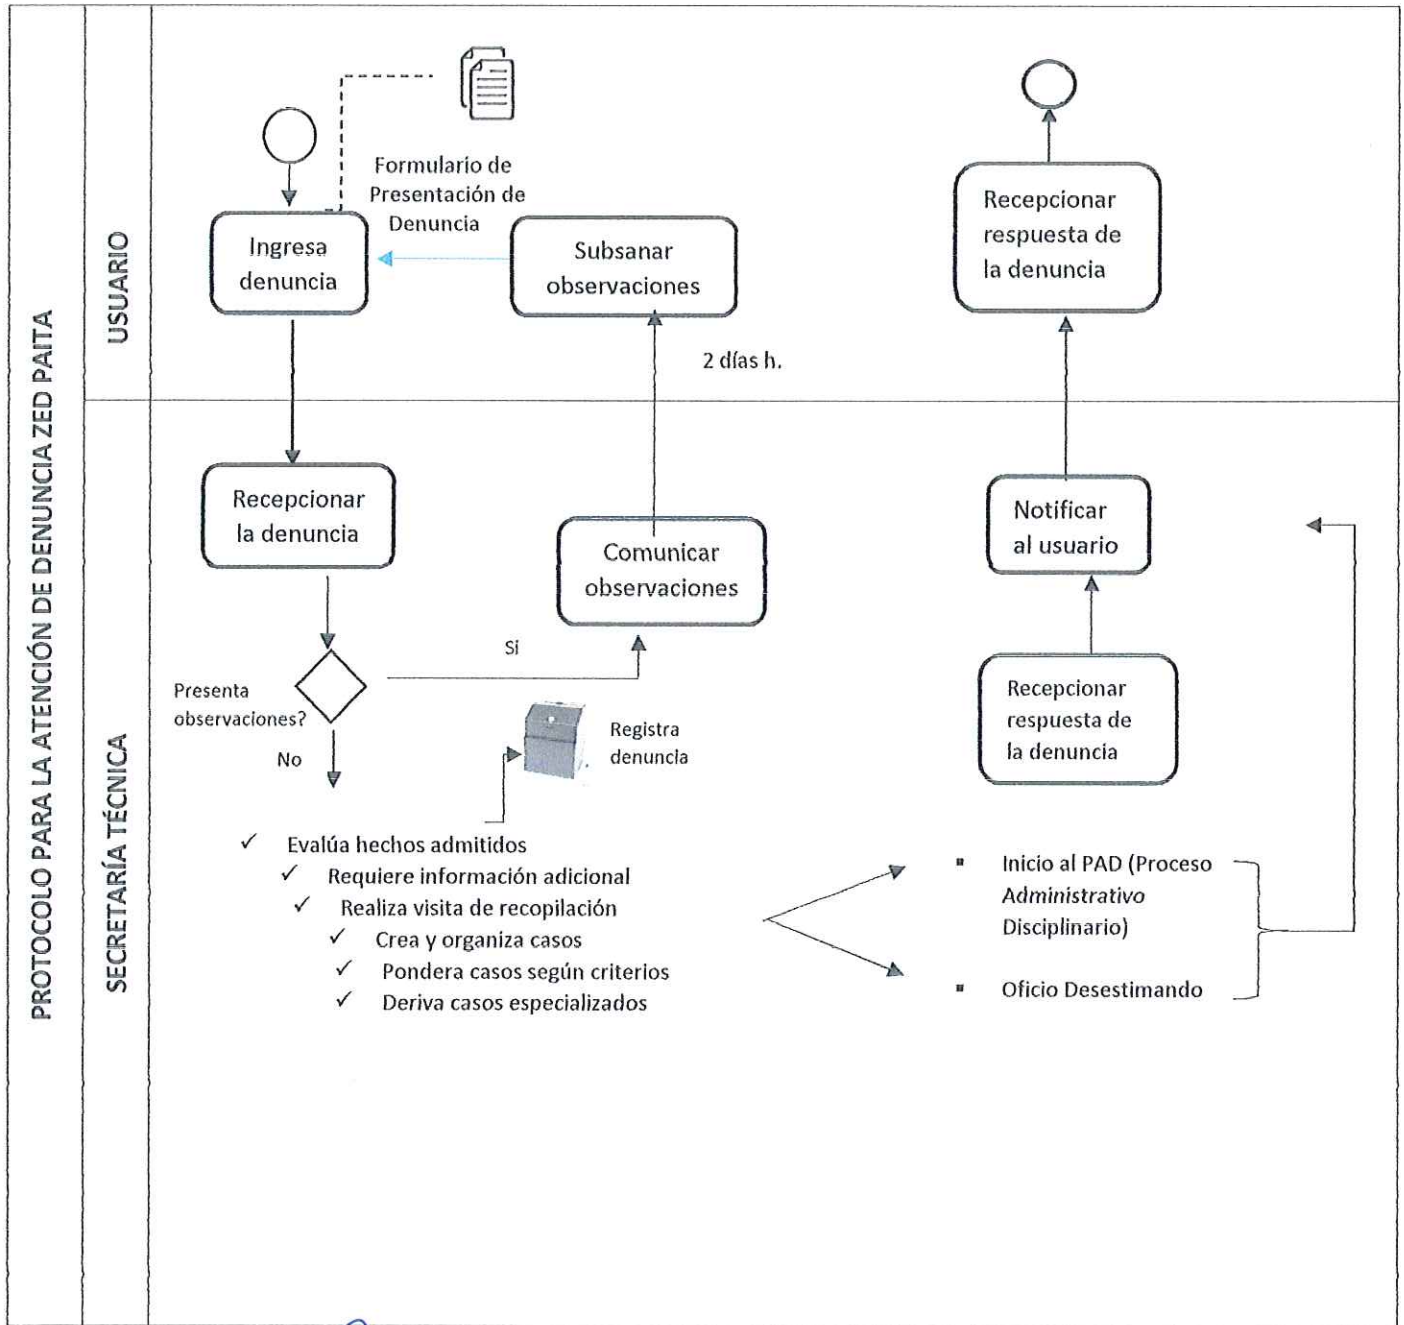 PROTOCOLO PARA LA ATENCIÓN DE DENUNCIA ZED PAITA
USUARIO
Formulario de
Presentación de
Denuncia
Ingresa
denuncia
Subsanar
observaciones
Recepcionar
respuesta de
la denuncia
2 días h.
SECRETARÍA TÉCNICA
Recepcionar
la denuncia
Comunicar
observaciones
Notificar
al usuario
Si
Presenta
observaciones?
No
Registra
denuncia
Recepcionar
respuesta de
la denuncia
✓ Evalúa hechos admitidos
✓ Requiere información adicional
✓ Realiza visita de recopilación
✓ Crea y organiza casos
✓ Pondera casos según criterios
✓ Deriva casos especializados
▪ Inicio al PAD (Proceso
Administrativo
Disciplinario)
▪ Oficio Desestimando